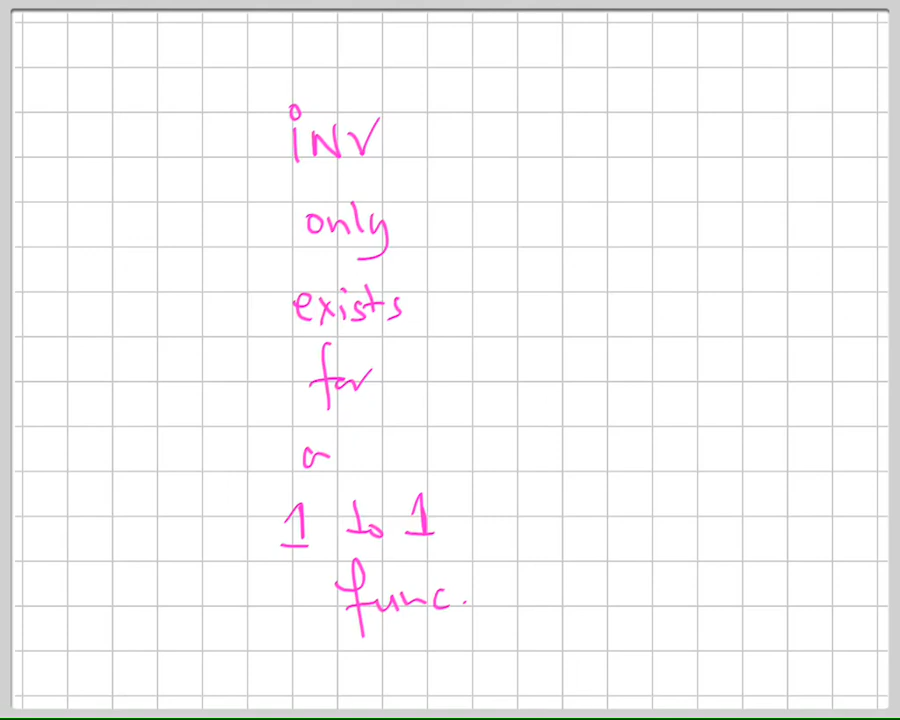 inv
only
exists
for
a
1 to 1
func.